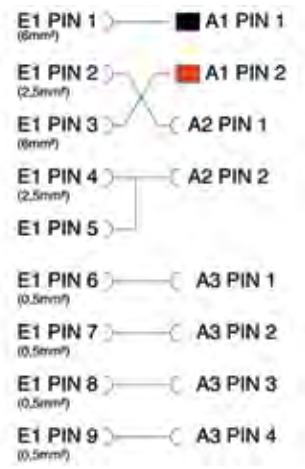 E1 PIN 1 A1 PIN 1
(6mm²)
E1 PIN 2 A1 PIN 2
(2,5mm²)
E1 PIN 3 A2 PIN 1
(6mm²)
E1 PIN 4 A2 PIN 2
(2,5mm²)
E1 PIN 5
E1 PIN 6 A3 PIN 1
(0,5mm²)
E1 PIN 7 A3 PIN 2
(0,5mm²)
E1 PIN 8 A3 PIN 3
(0,5mm²)
E1 PIN 9 A3 PIN 4
(0,5mm²)